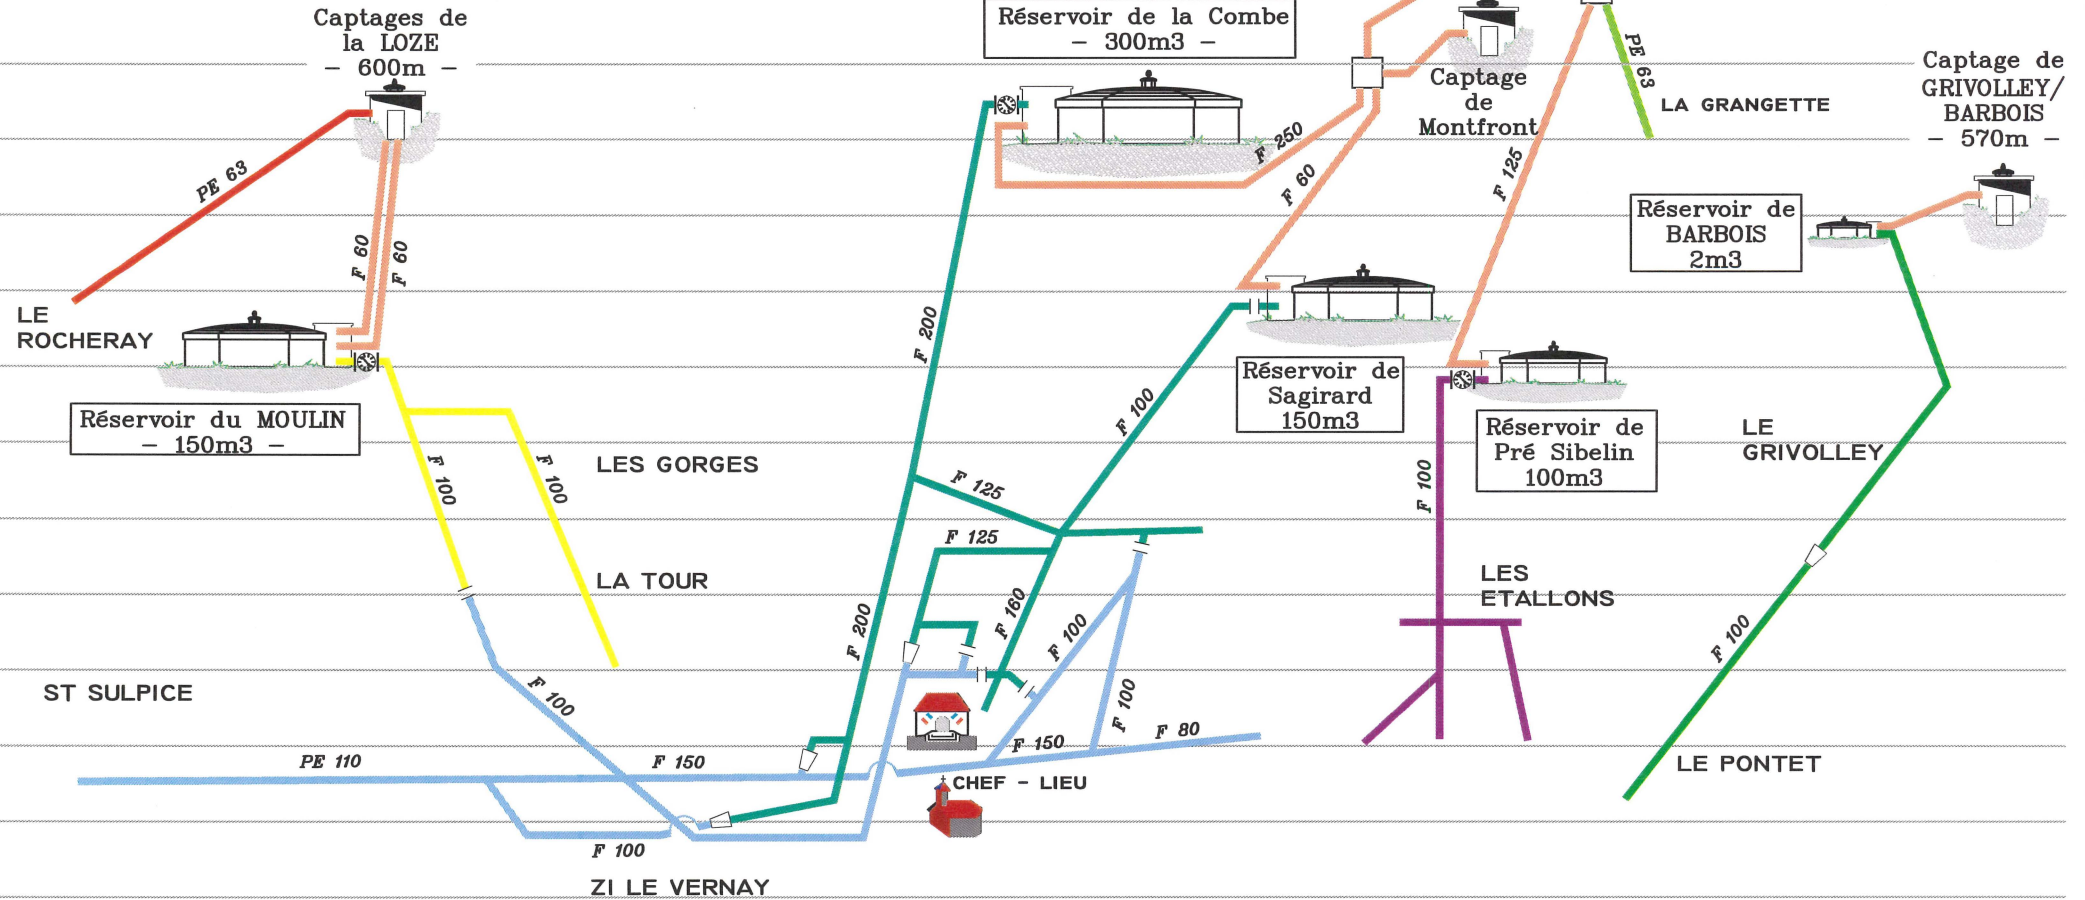 Captages de
la LOZE
- 600m -
Réservoir de la Combe
- 300m3 -
Captage
de
Montfront
PE 63
LA GRANGETTE
Captage de
GRIVOLLEY/
BARBOIS
- 570m -
PE 63
F 60
F 60
F 250
F 60
F 125
Réservoir de
BARBOIS
2m3
LE
ROCHERAY
Réservoir du MOULIN
- 150m3 -
F 200
F 100
Réservoir de
Sagirard
150m3
Réservoir de
Pré Sibelin
100m3
LE
GRIVOLLEY
F 100
F 100
LES GORGES
F 125
F 100
F 125
LA TOUR
F 200
F 160
F 100
LES
ETALLONS
F 100
ST SULPICE
F 100
F 100
PE 110
F 150
F 150
F 80
CHEF - LIEU
LE PONTET
F 100
ZI LE VERNAY